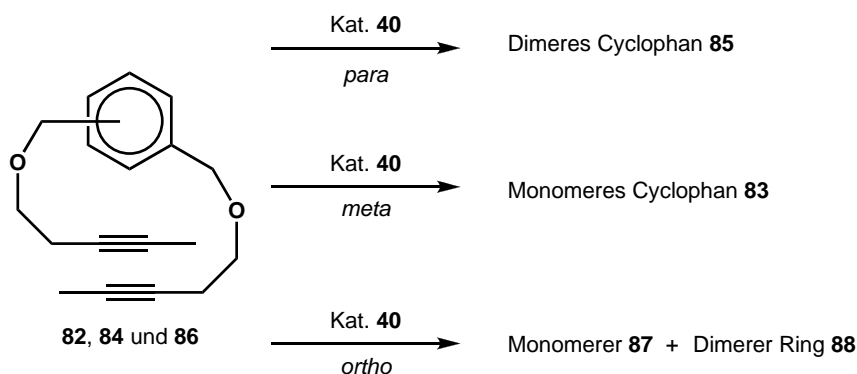 Kat. 40
para
Dimeres Cyclophan 85
Kat. 40
meta
Monomeres Cyclophan 83
O
O
82, 84 und 86
Kat. 40
ortho
Monomerer 87 + Dimerer Ring 88